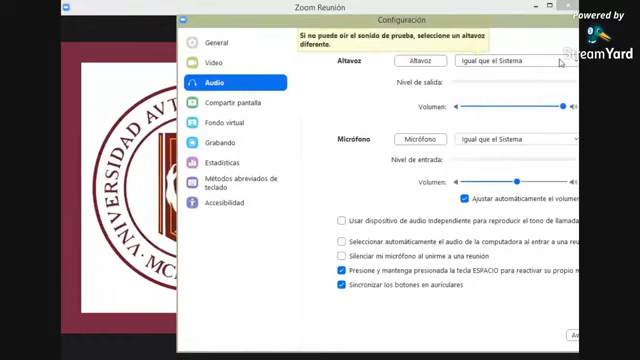 Zoom Reunión
Configuración
Powered by
StreamYard
Si no puede oír el sonido de prueba, seleccione un altavoz
diferente.
General
Video
Audio
Compartir pantalla
Fondo virtual
Grabando
Estadísticas
Métodos abreviados de
teclado
Accesibilidad
Altavoz
Altavoz
Igual que el Sistema
Nivel de salida:
Volumen:
Micrófono
Micrófono
Igual que el Sistema
Nivel de entrada:
Volumen:
Ajustar automáticamente el volumen
Usar dispositivo de audio independiente para reproducir el tono de llamada
Seleccionar automáticamente el audio de la computadora al entrar a una reu
Silenciar mi micrófono al unirme a una reunión
Presione y mantenga presionada la tecla ESPACIO para reactivar su propio m
Sincronizar los botones en auriculares
Av
UNIVERSIDAD AVT
MC